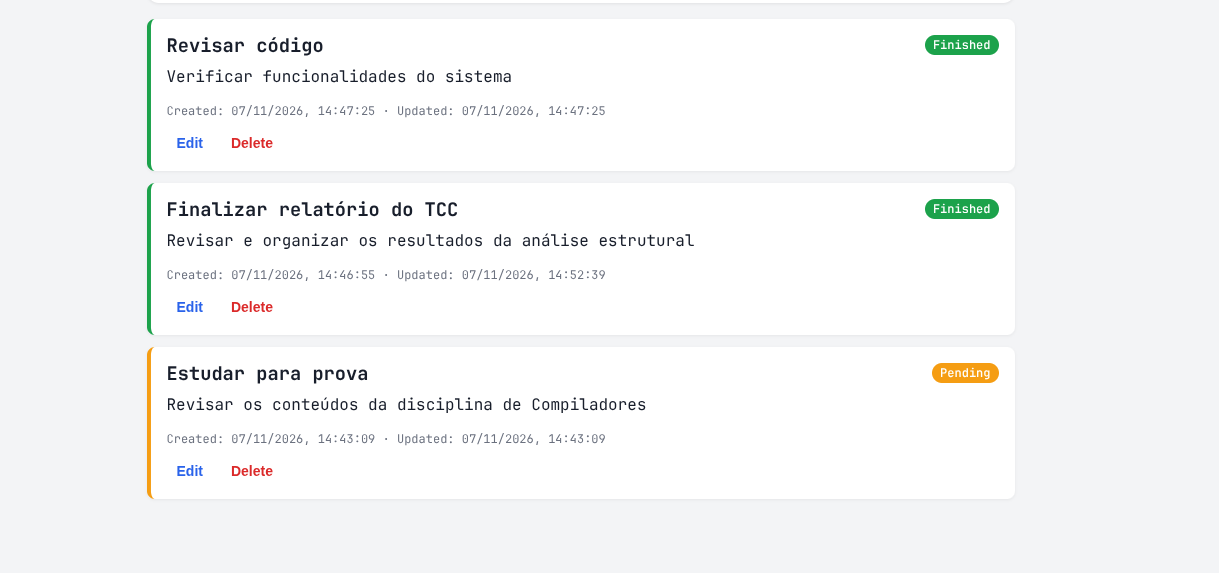 Revisar código
Finished
Verificar funcionalidades do sistema
Created: 07/11/2026, 14:47:25 · Updated: 07/11/2026, 14:47:25
Edit Delete
Finalizar relatório do TCC
Finished
Revisar e organizar os resultados da análise estrutural
Created: 07/11/2026, 14:46:55 · Updated: 07/11/2026, 14:52:39
Edit Delete
Estudar para prova
Pending
Revisar os conteúdos da disciplina de Compiladores
Created: 07/11/2026, 14:43:09 · Updated: 07/11/2026, 14:43:09
Edit Delete